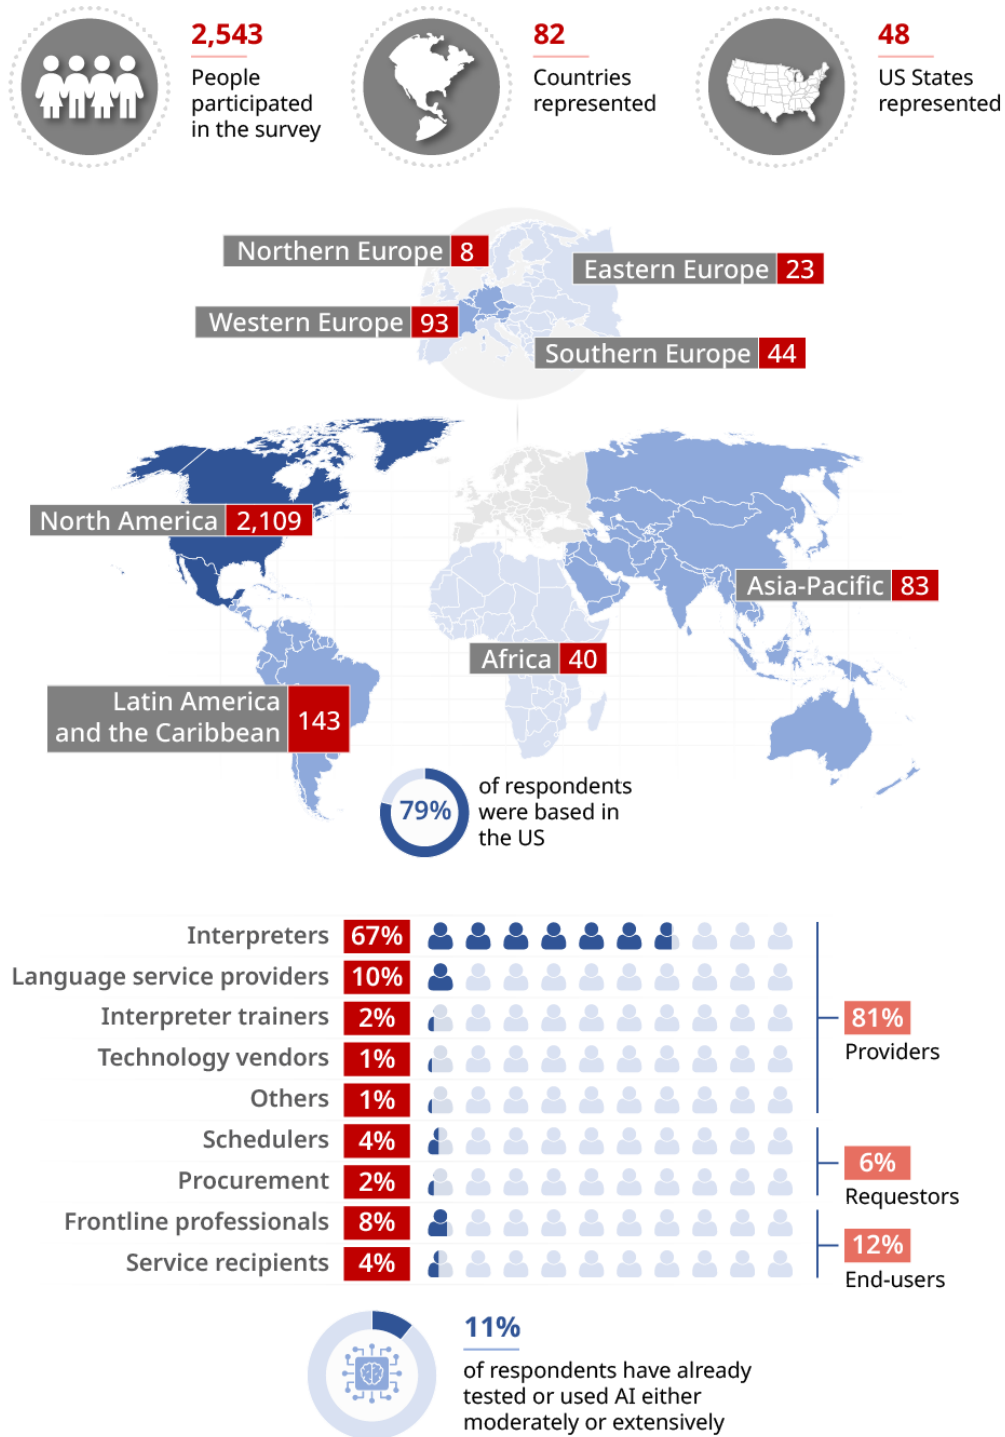 2,543
People
participated
in the survey
82
Countries
represented
48
US States
represented
Northern Europe 8
Eastern Europe 23
Western Europe 93
Southern Europe 44
North America 2,109
Asia-Pacific 83
Africa 40
Latin America
and the Caribbean 143
79%
of respondents
were based in
the US
Interpreters 67%
Language service providers 10%
Interpreter trainers 2%
Technology vendors 1%
Others 1%
81%
Providers
Schedulers 4%
Procurement 2%
6%
Requestors
Frontline professionals 8%
Service recipients 4%
12%
End-users
11%
of respondents have already
tested or used AI either
moderately or extensively